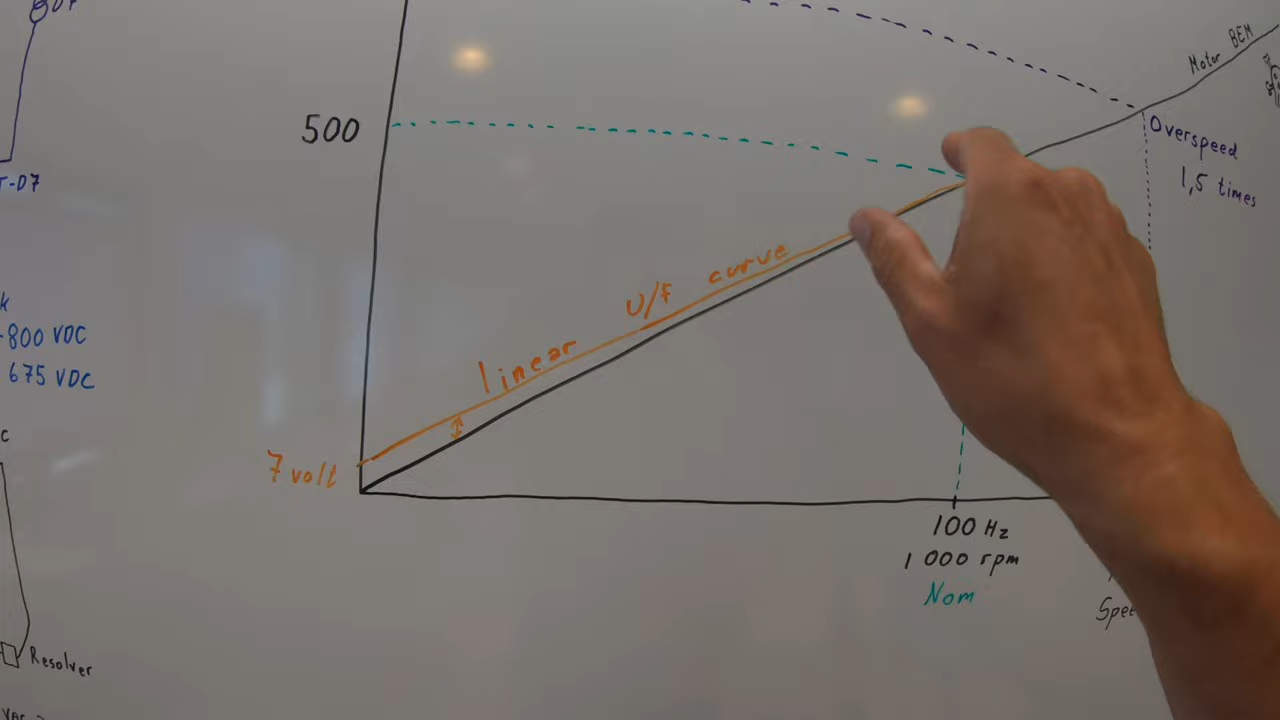 Motor BEM
500
Overspeed
1,5 times
T-D7
800 VDC
675 VDC
linear U/f curve
7 volt
100 Hz
1 000 rpm
Nom
Resolver